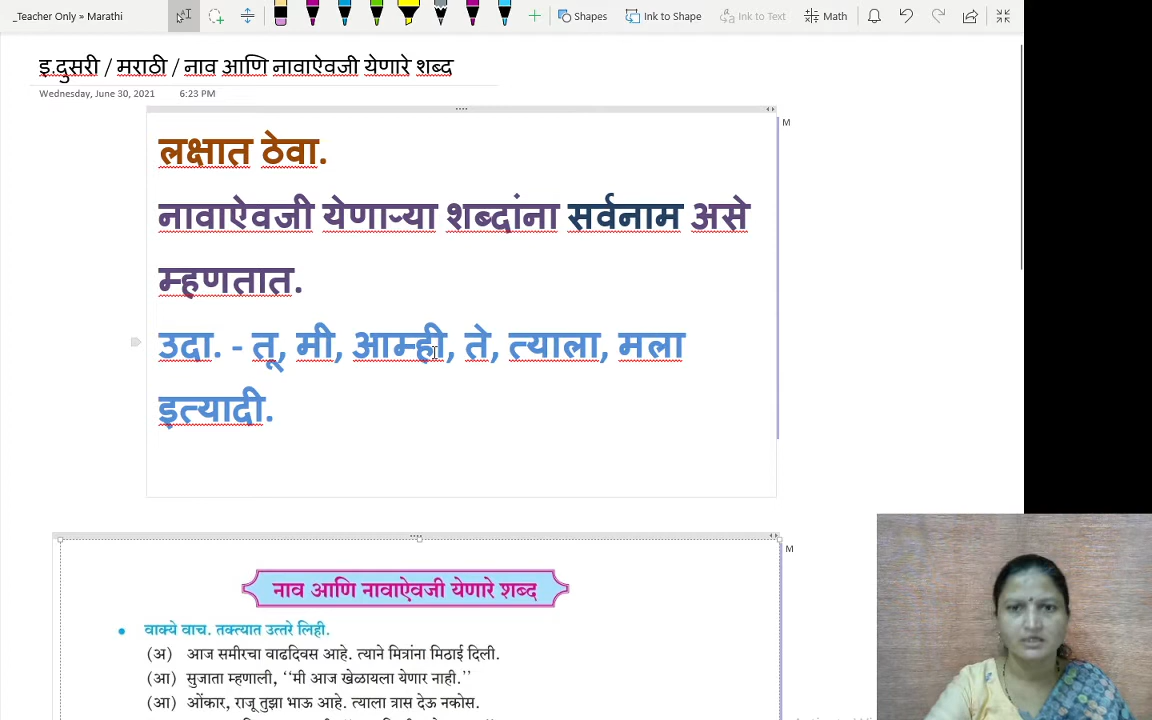 _Teacher Only » Marathi
Shapes
Ink to Shape
Ink to Text
Math
इ.दुसरी / मराठी / नाव आणि नावाऐवजी येणारे शब्द
Wednesday, June 30, 2021 6:23 PM
M
लक्षात ठेवा.
नावाऐवजी येणाऱ्या शब्दांना सर्वनाम असे
म्हणतात.
उदा. - तू, मी, आम्ही, ते, त्याला, मला
इत्यादी.
M
नाव आणि नावाऐवजी येणारे शब्द
वाक्ये वाच. तक्त्यात उत्तरे लिही.
(अ) आज समीरचा वाढदिवस आहे. त्याने मित्रांना मिठाई दिली.
(आ) सुजाता म्हणाली, ‘‘मी आज खेळायला येणार नाही.’’
(आ) ओंकार, राजू तुझा भाऊ आहे. त्याला त्रास देऊ नकोस.